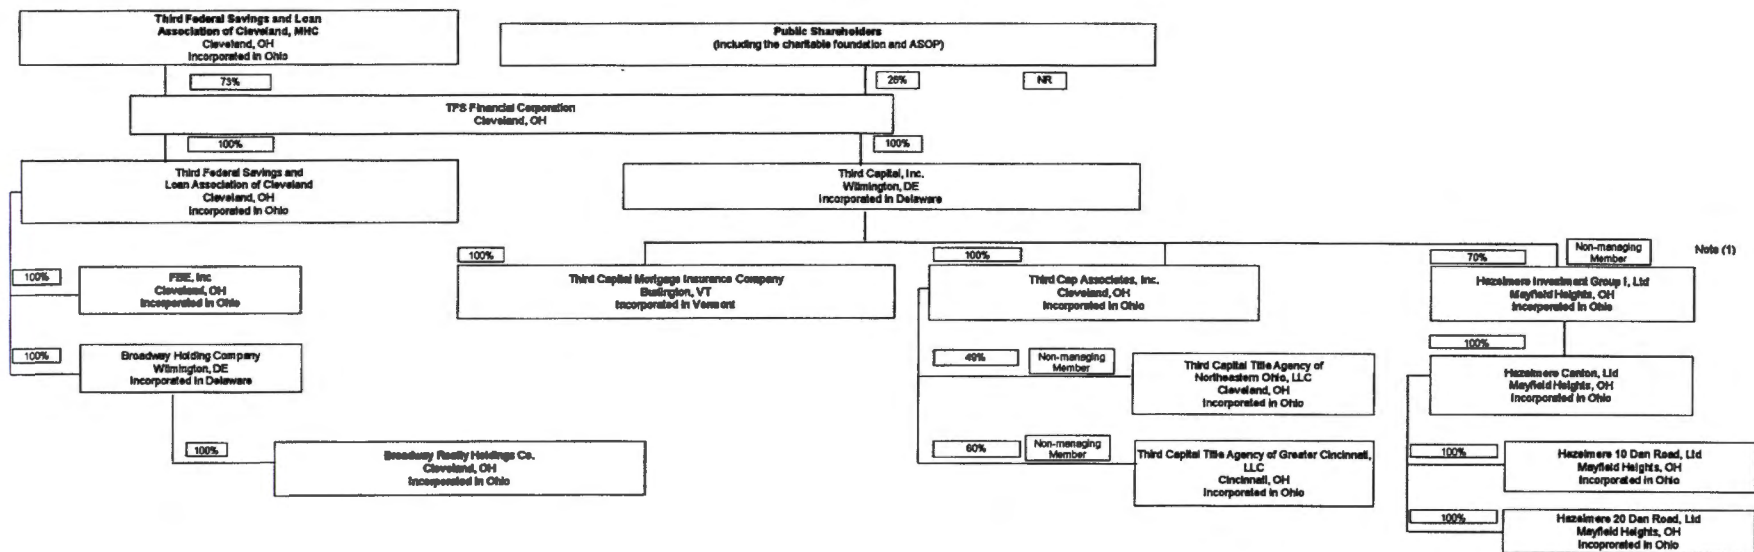 Third Federal Savings and Loan
Association of Cleveland, MHC
Cleveland, OH
Incorporated in Ohio
Public Shareholders
(including the charitable foundation and ASOP)
73%
26%
NR
TFS Financial Corporation
Cleveland, OH
100%
100%
Third Federal Savings and
Loan Association of Cleveland
Cleveland, OH
Incorporated in Ohio
Third Capital, Inc.
Wilmington, DE
Incorporated in Delaware
100%
FBE, Inc
Cleveland, OH
Incorporated in Ohio
100%
Third Capital Mortgage Insurance Company
Burlington, VT
Incorporated in Vermont
100%
Third Cap Associates, Inc.
Cleveland, OH
Incorporated in Ohio
70%
Non-managing
Member
Note (1)
Hazelmere Investment Group I, Ltd
Mayfield Heights, OH
Incorporated in Ohio
100%
Broadway Holding Company
Wilmington, DE
Incorporated in Delaware
49%
Non-managing
Member
Third Capital Title Agency of
Northeastern Ohio, LLC
Cleveland, OH
Incorporated in Ohio
100%
Hazelmere Canton, Ltd
Mayfield Heights, OH
Incorporated in Ohio
100%
Broadway Realty Holdings Co.
Cleveland, OH
Incorporated in Ohio
60%
Non-managing
Member
Third Capital Title Agency of Greater Cincinnati,
LLC
Cincinnati, OH
Incorporated in Ohio
100%
Hazelmere 10 Dan Road, Ltd
Mayfield Heights, OH
Incorporated in Ohio
100%
Hazelmere 20 Dan Road, Ltd
Mayfield Heights, OH
Incoprorated in Ohio